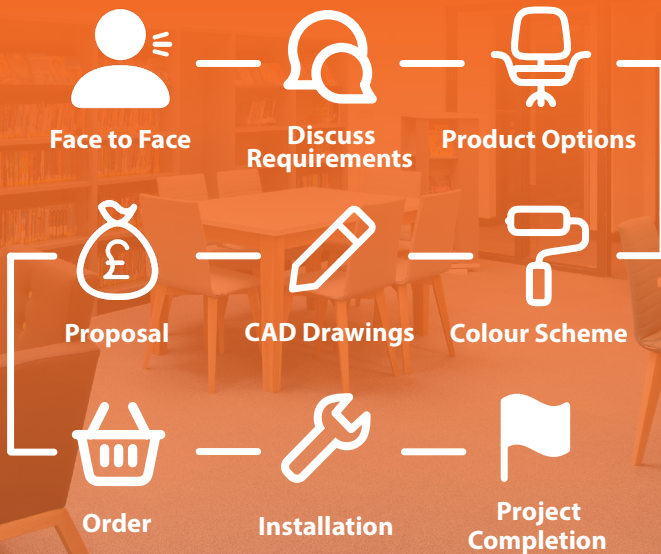 Face to Face
Discuss
Requirements
Product Options
£
Proposal
CAD Drawings
Colour Scheme
Order
Installation
Project
Completion